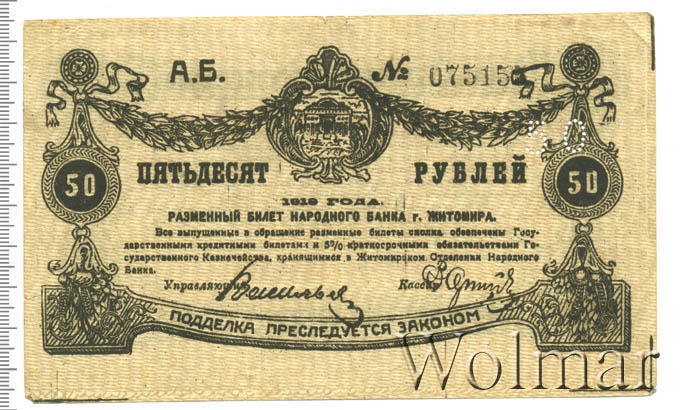 А.Б. № 07515
ПЯТЬДЕСЯТ РУБЛЕЙ
50 50
1919 ГОДА.
РАЗМЕННЫЙ БИЛЕТ НАРОДНОГО БАНКА г. ЖИТОМИРА.
Все выпущенные в обращение разменные билеты сполна обеспечены Госу-
дарственными кредитными билетами и 5% краткосрочными обязательствами Го-
сударственного Казначейства, хранящимися в Житомирском Отделении Народного
Банка.
Управляющий Касси
ПОДДЕЛКА ПРЕСЛЕДУЕТСЯ ЗАКОНОМ
Wolmar